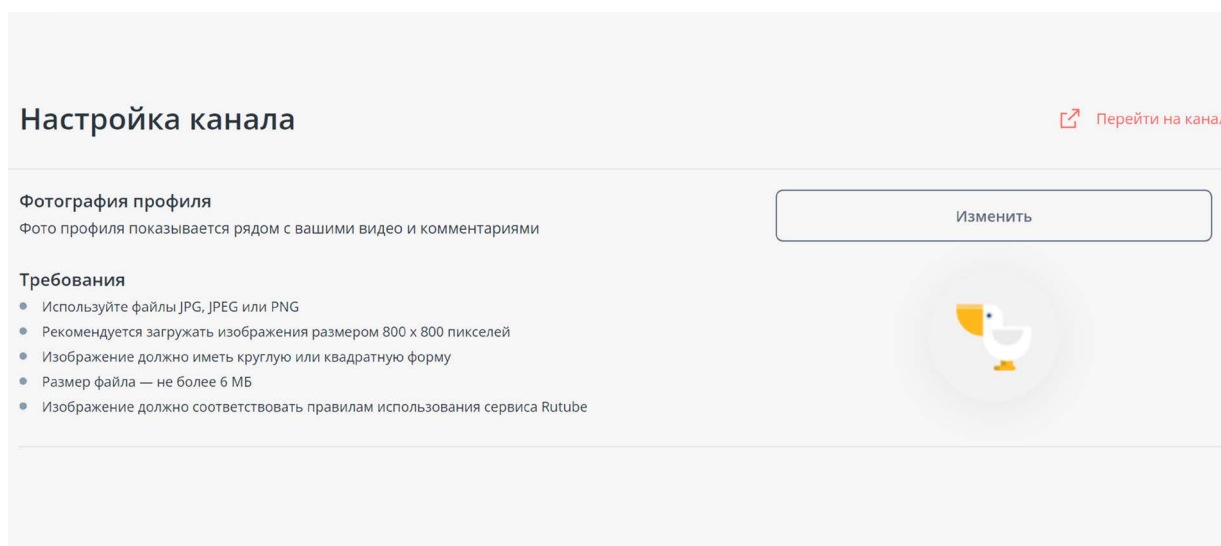 Настройка канала
Перейти на канал
Фотография профиля
Фото профиля показывается рядом с вашими видео и комментариями
Изменить
Требования
Используйте файлы JPG, JPEG или PNG
Рекомендуется загружать изображения размером 800 x 800 пикселей
Изображение должно иметь круглую или квадратную форму
Размер файла — не более 6 МБ
Изображение должно соответствовать правилам использования сервиса Rutube